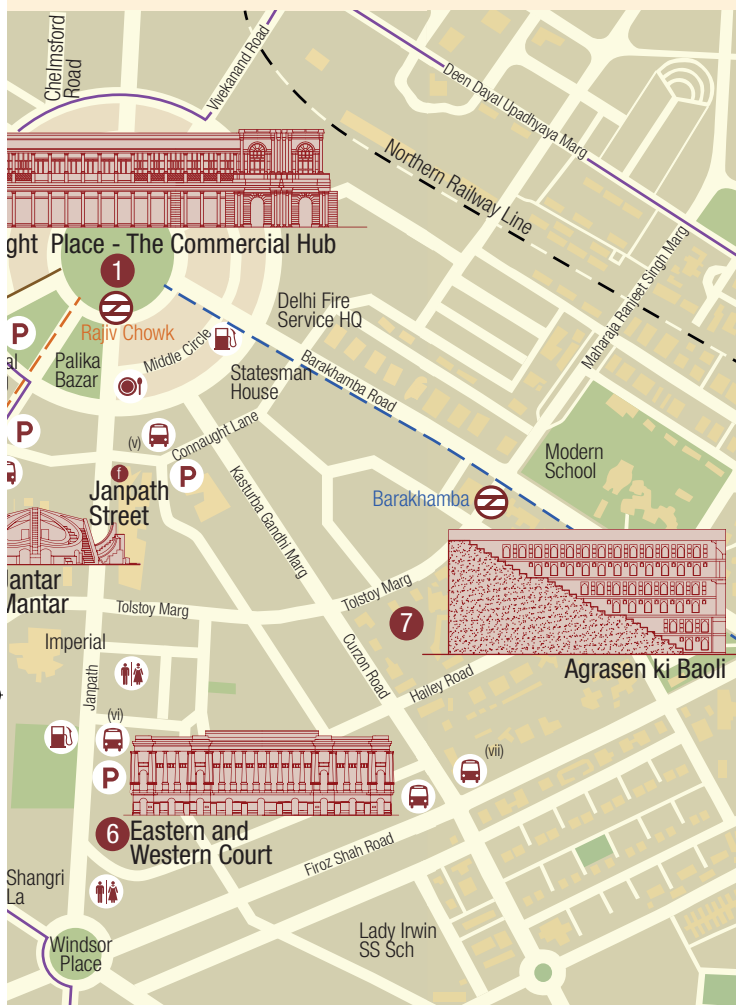 Chelmsford
Road
Vivekanand Road
Deen Dayal Upadhyaya Marg
Northern Railway Line
Maharaja Ranjeet Singh Marg
ght Place - The Commercial Hub
1
Rajiv Chowk
Delhi Fire
Service HQ
P
al
Palika
Bazar
Middle Circle
Statesman
House
Barakhamba Road
P
(v)
Connaught Lane
P
Modern
School
f
Janpath
Street
Kasturba Gandhi Marg
Barakhamba
antar
Mantar
Tolstoy Marg
Tolstoy Marg
7
Agrasen ki Baoli
Imperial
Janpath
Curzon Road
Hailey Road
(vi)
(vii)
P
6
Eastern and
Western Court
Firoz Shah Road
Shangri
La
Windsor
Place
Lady Irwin
SS Sch